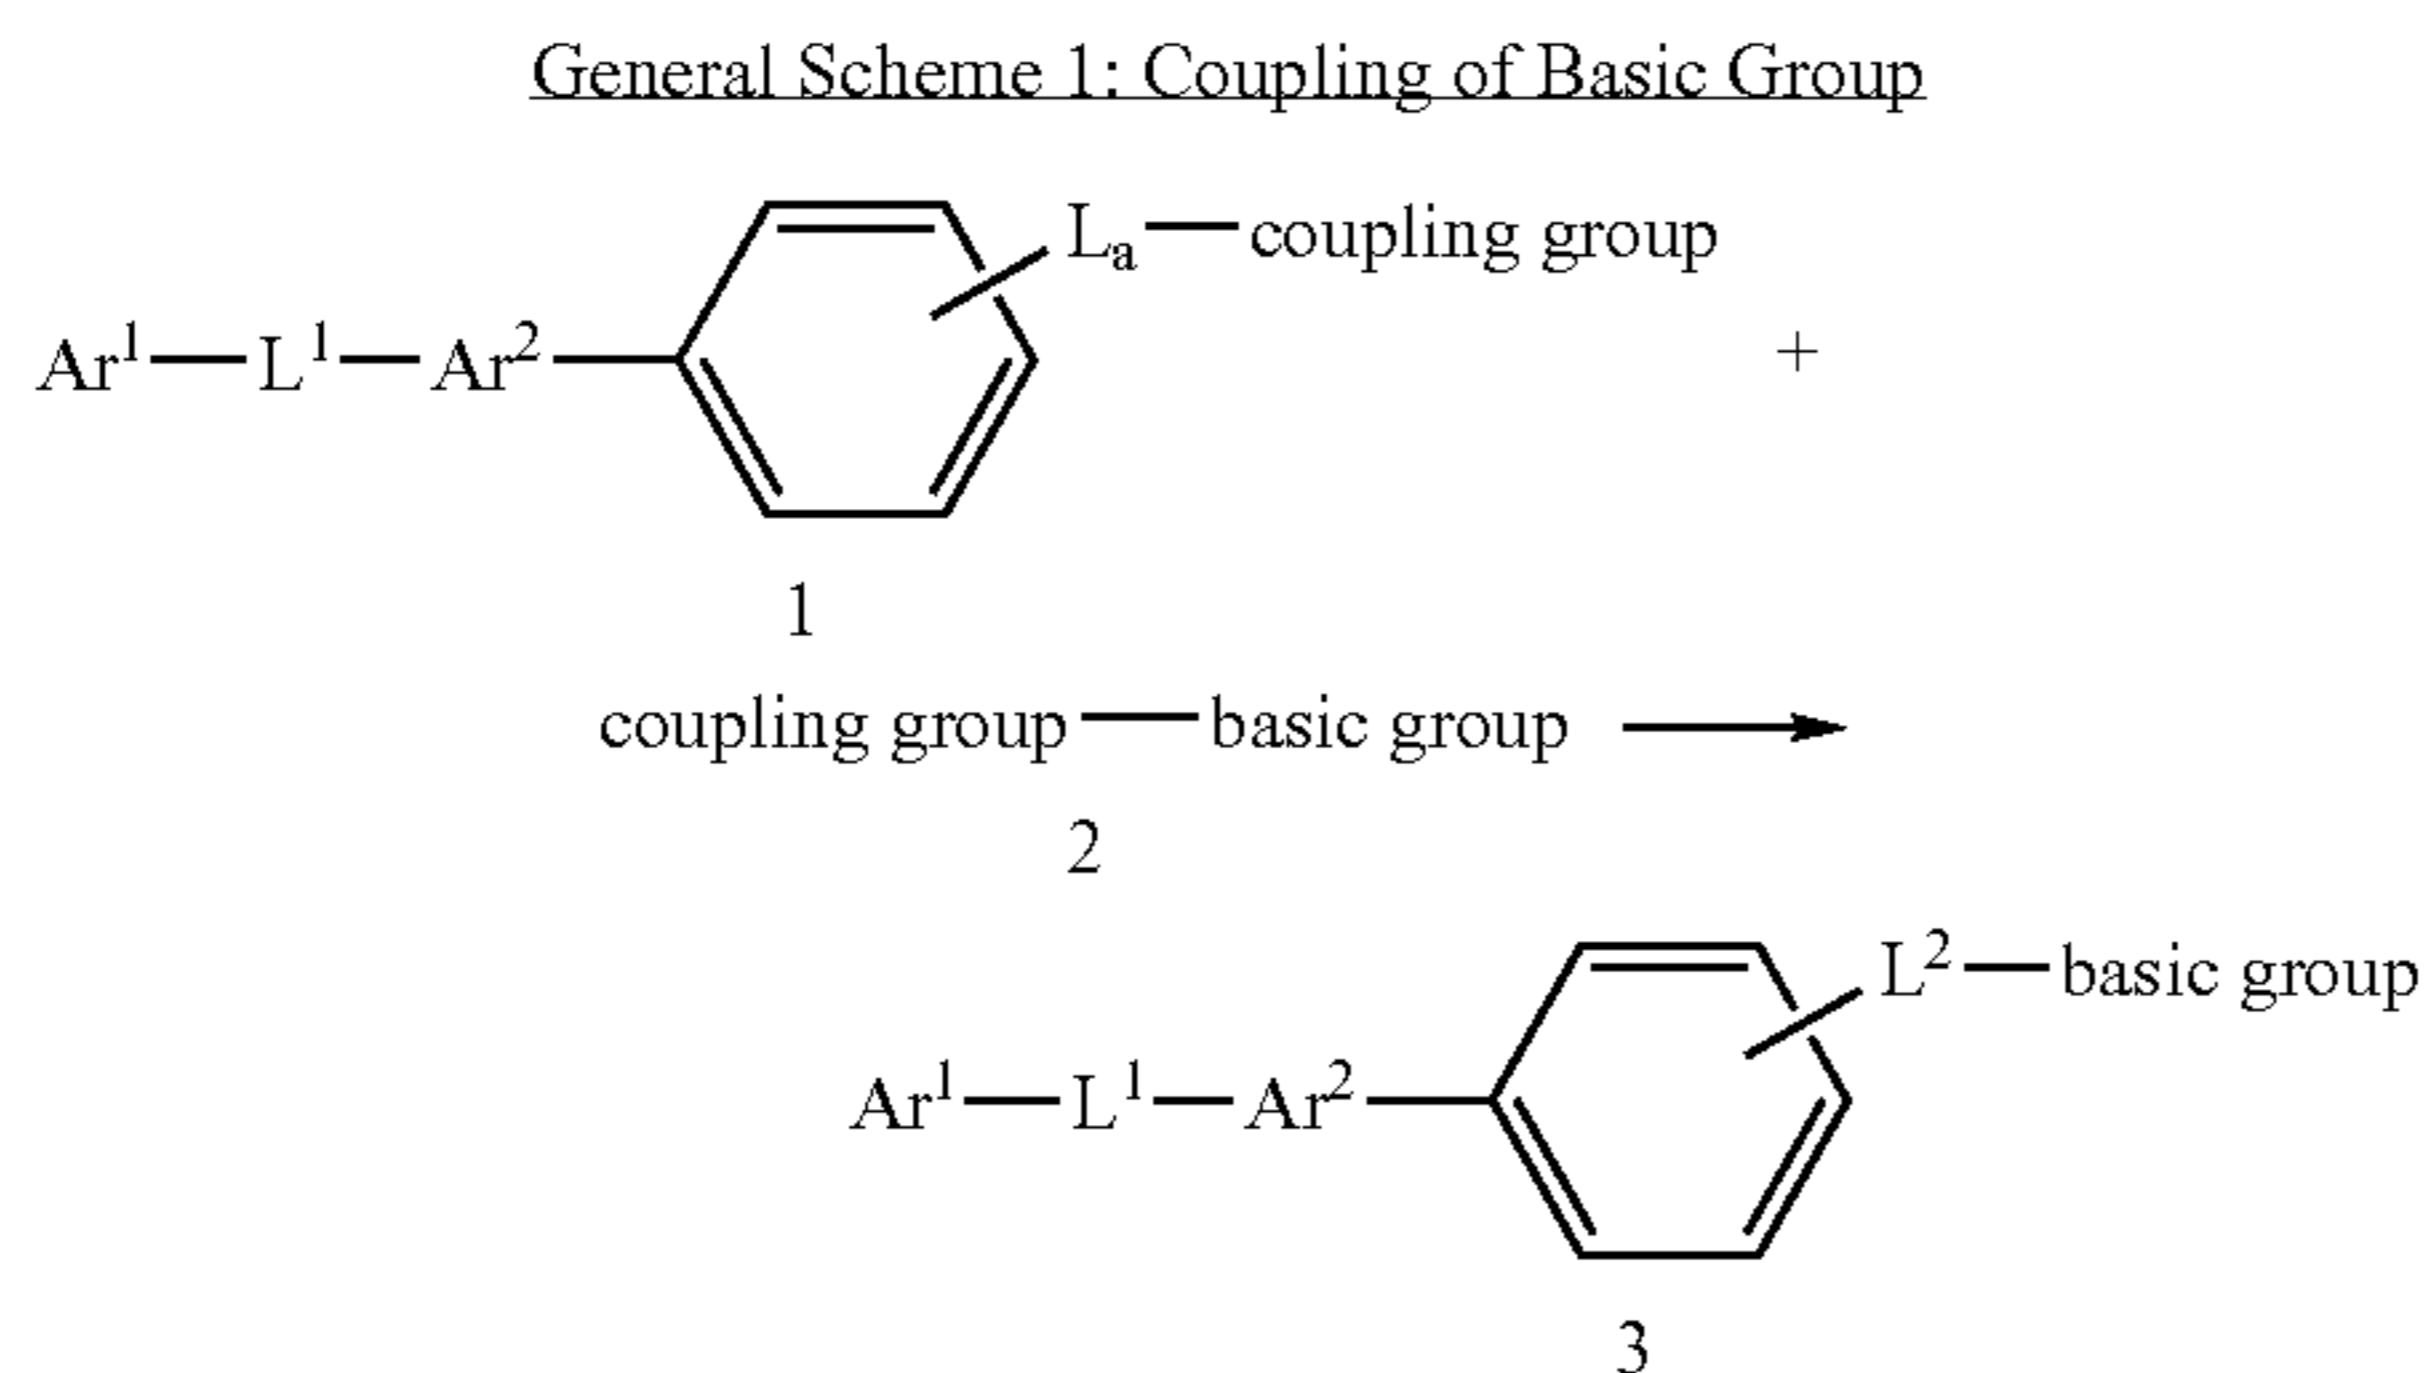 General Scheme 1: Coupling of Basic Group
Lₐ — coupling group
Ar¹ — L¹ — Ar² +
1
coupling group — basic group →
2
L² — basic group
Ar¹ — L¹ — Ar²
3